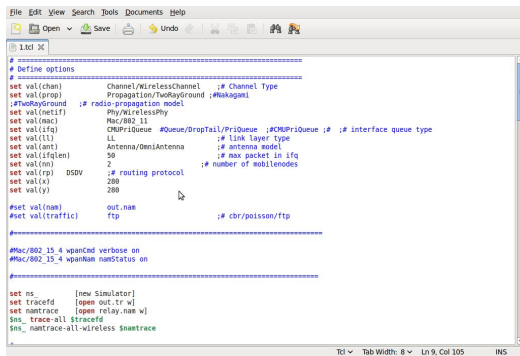 File Edit View Search Tools Documents Help
Open Save Undo
1.tcl
# ======================================================================
# Define options
# ======================================================================
set val(chan) Channel/WirelessChannel ;# Channel Type
set val(prop) Propagation/TwoRayGround ;#Nakagami
;#TwoRayGround ;# radio-propagation model
set val(netif) Phy/WirelessPhy
set val(mac) Mac/802_11
set val(ifq) CMUPriQueue #Queue/DropTail/PriQueue ;#CMUPriQueue ;# ;# interface queue type
set val(ll) LL ;# link layer type
set val(ant) Antenna/OmniAntenna ;# antenna model
set val(ifqlen) 50 ;# max packet in ifq
set val(nn) 2 ;# number of mobilenodes
set val(rp) DSDV ;# routing protocol
set val(x) 280
set val(y) 280
#set val(nam) out.nam
#set val(traffic) ftp ;# cbr/poisson/ftp
#============================================================================
#Mac/802_15_4 wpanCmd verbose on
#Mac/802_15_4 wpanNam namStatus on
#===========================================================================
set ns_ [new Simulator]
set tracefd [open out.tr w]
set namtrace [open relay.nam w]
$ns_ trace-all $tracefd
$ns_ namtrace-all-wireless $namtrace
Tcl Tab Width: 8 Ln 9, Col 105 INS